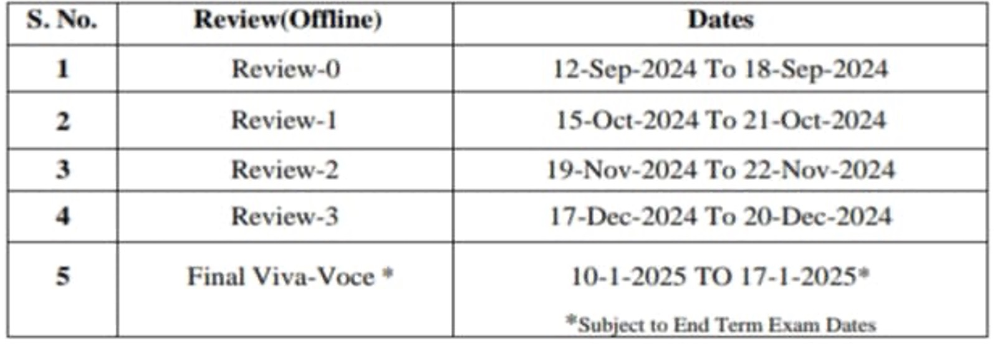 S. No. Review(Offline) Dates
1 Review-0 12-Sep-2024 To 18-Sep-2024
2 Review-1 15-Oct-2024 To 21-Oct-2024
3 Review-2 19-Nov-2024 To 22-Nov-2024
4 Review-3 17-Dec-2024 To 20-Dec-2024
5 Final Viva-Voce * 10-1-2025 TO 17-1-2025*
*Subject to End Term Exam Dates